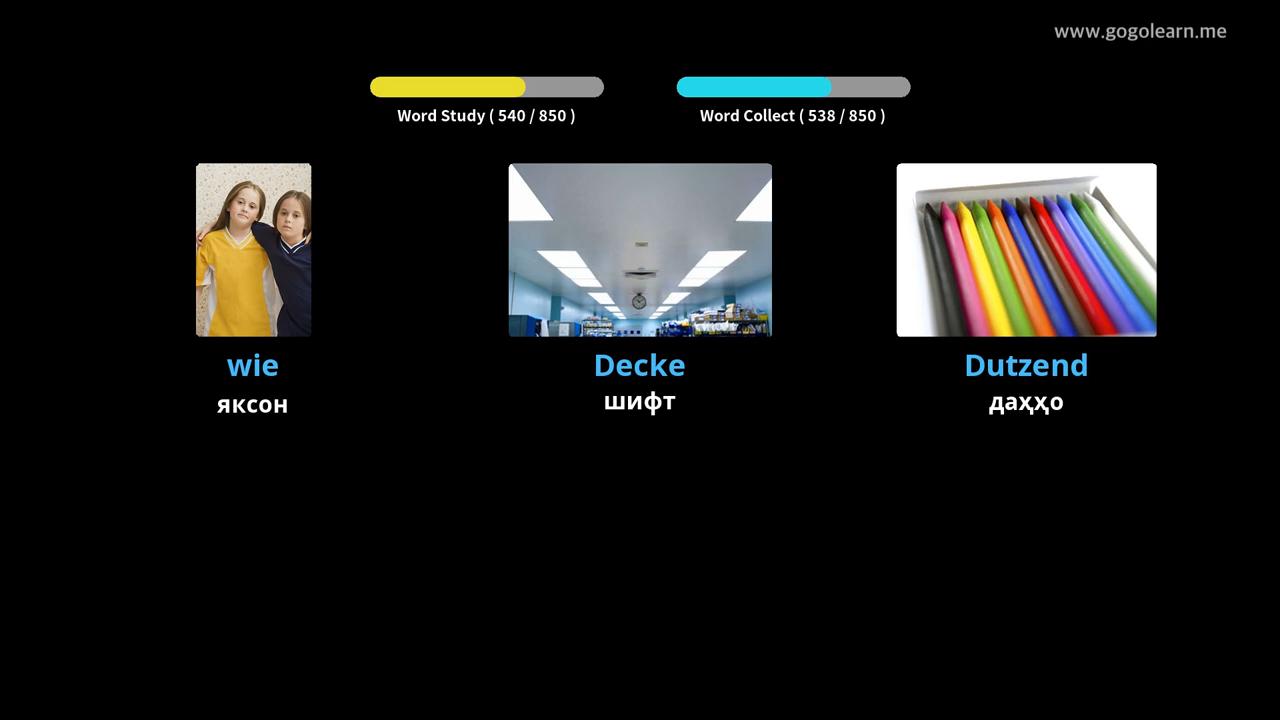 www.gogolearn.me
Word Study ( 540 / 850 )
Word Collect ( 538 / 850 )
wie
Decke
Dutzend
яксон
шифт
даҳҳо